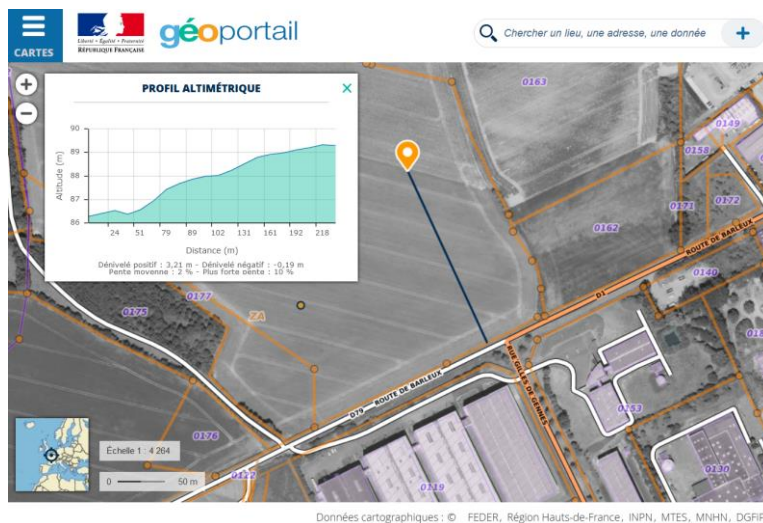 CARTES
Liberté • Égalité • Fraternité
RÉPUBLIQUE FRANÇAISE
géoportail
Chercher un lieu, une adresse, une donnée
+
+
−
PROFIL ALTIMÉTRIQUE
×
90
89
88
87
86
Altitude (m)
24 51 79 89 102 131 161 192 218
Distance (m)
Dénivelé positif : 3,21 m - Dénivelé négatif : -0,19 m
Pente moyenne : 2 % - Plus forte pente : 10 %
0163
0149
0158
0171
0172
0162
ROUTE DE BARLEUX
D1
0140
0177
0175
ZA
RUE GILLES DE GENNES
D79 ROUTE DE BARLEUX
0153
0176
0122
0119
0130
Échelle 1 : 4 264
0 50 m
Données cartographiques : © FEDER, Région Hauts-de-France, INPN, MTES, MNHN, DGFiP